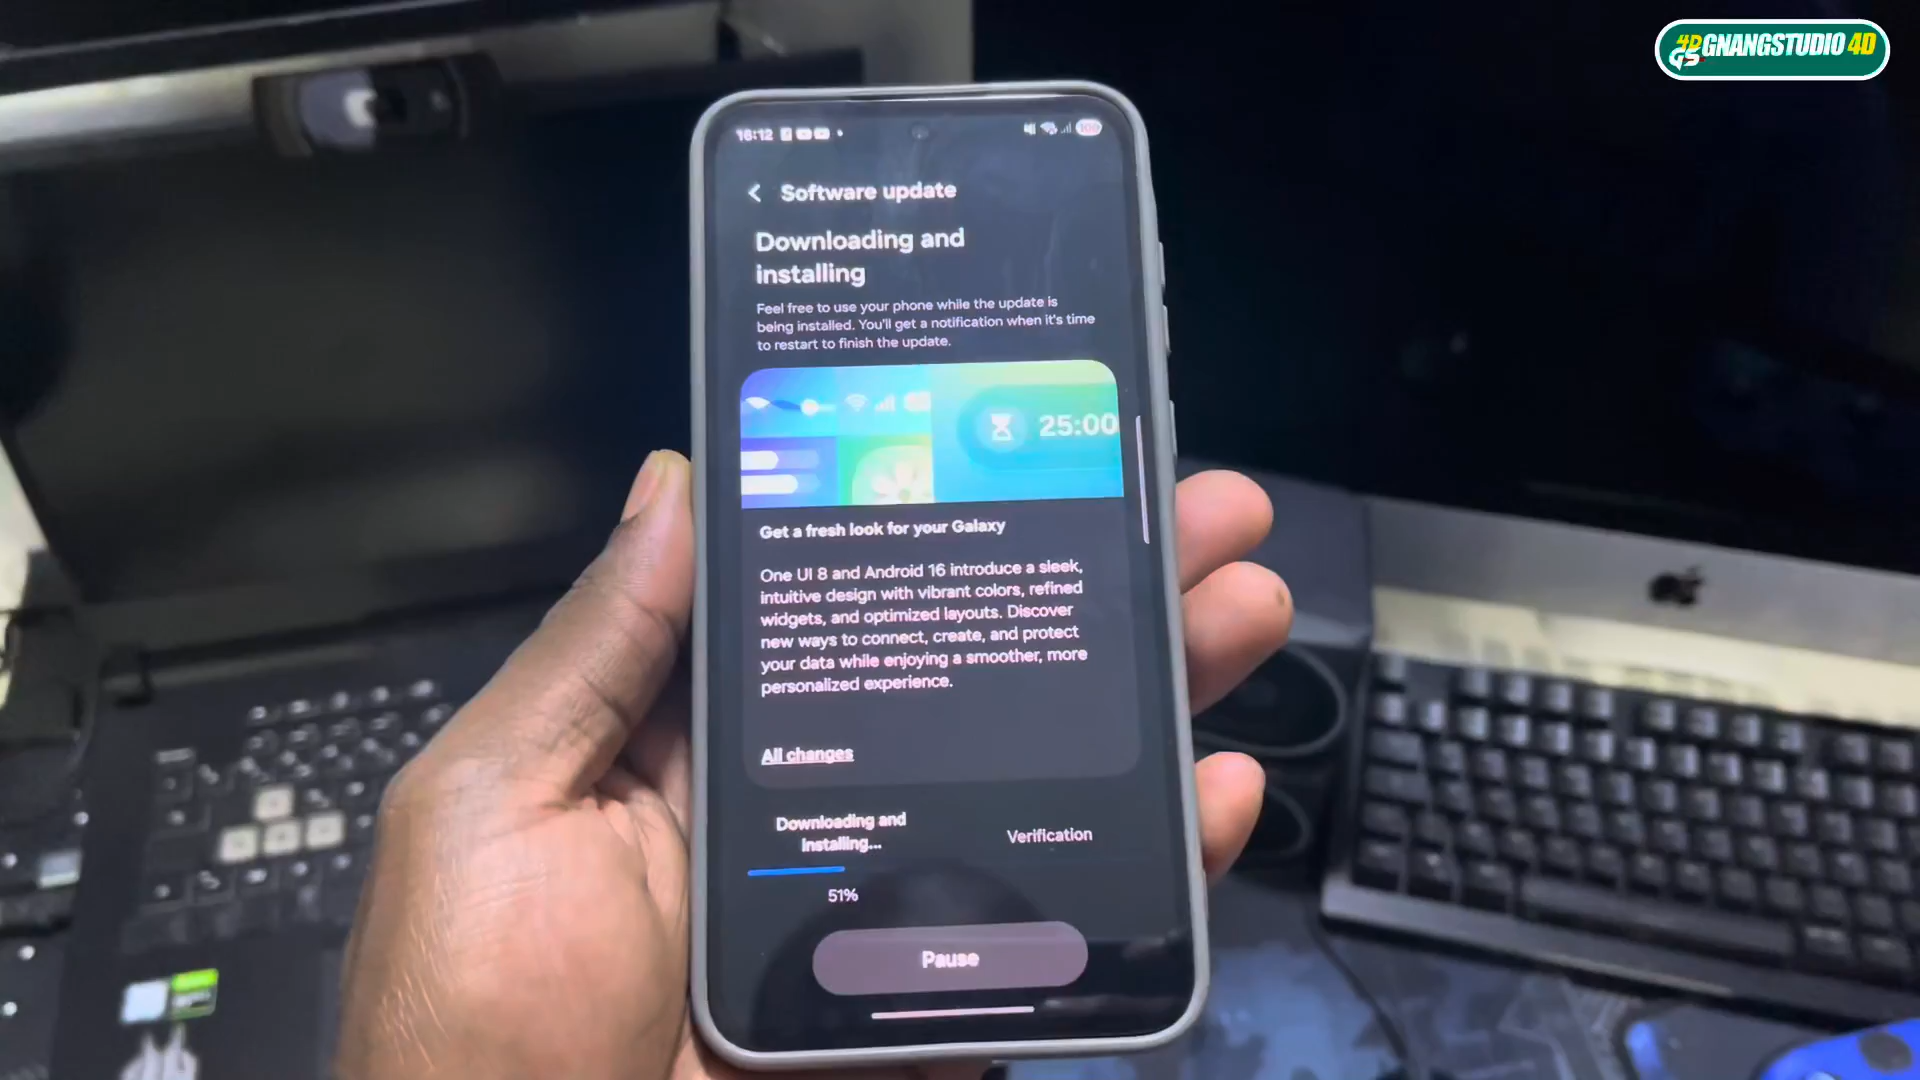 4D GS GNANGSTUDIO 4D
16:12
100
Software update
Downloading and
installing
Feel free to use your phone while the update is
being installed. You'll get a notification when it's time
to restart to finish the update.
25:00
Get a fresh look for your Galaxy
One UI 8 and Android 16 introduce a sleek,
intuitive design with vibrant colors, refined
widgets, and optimized layouts. Discover
new ways to connect, create, and protect
your data while enjoying a smoother, more
personalized experience.
All changes
Downloading and
installing...
Verification
51%
Pause